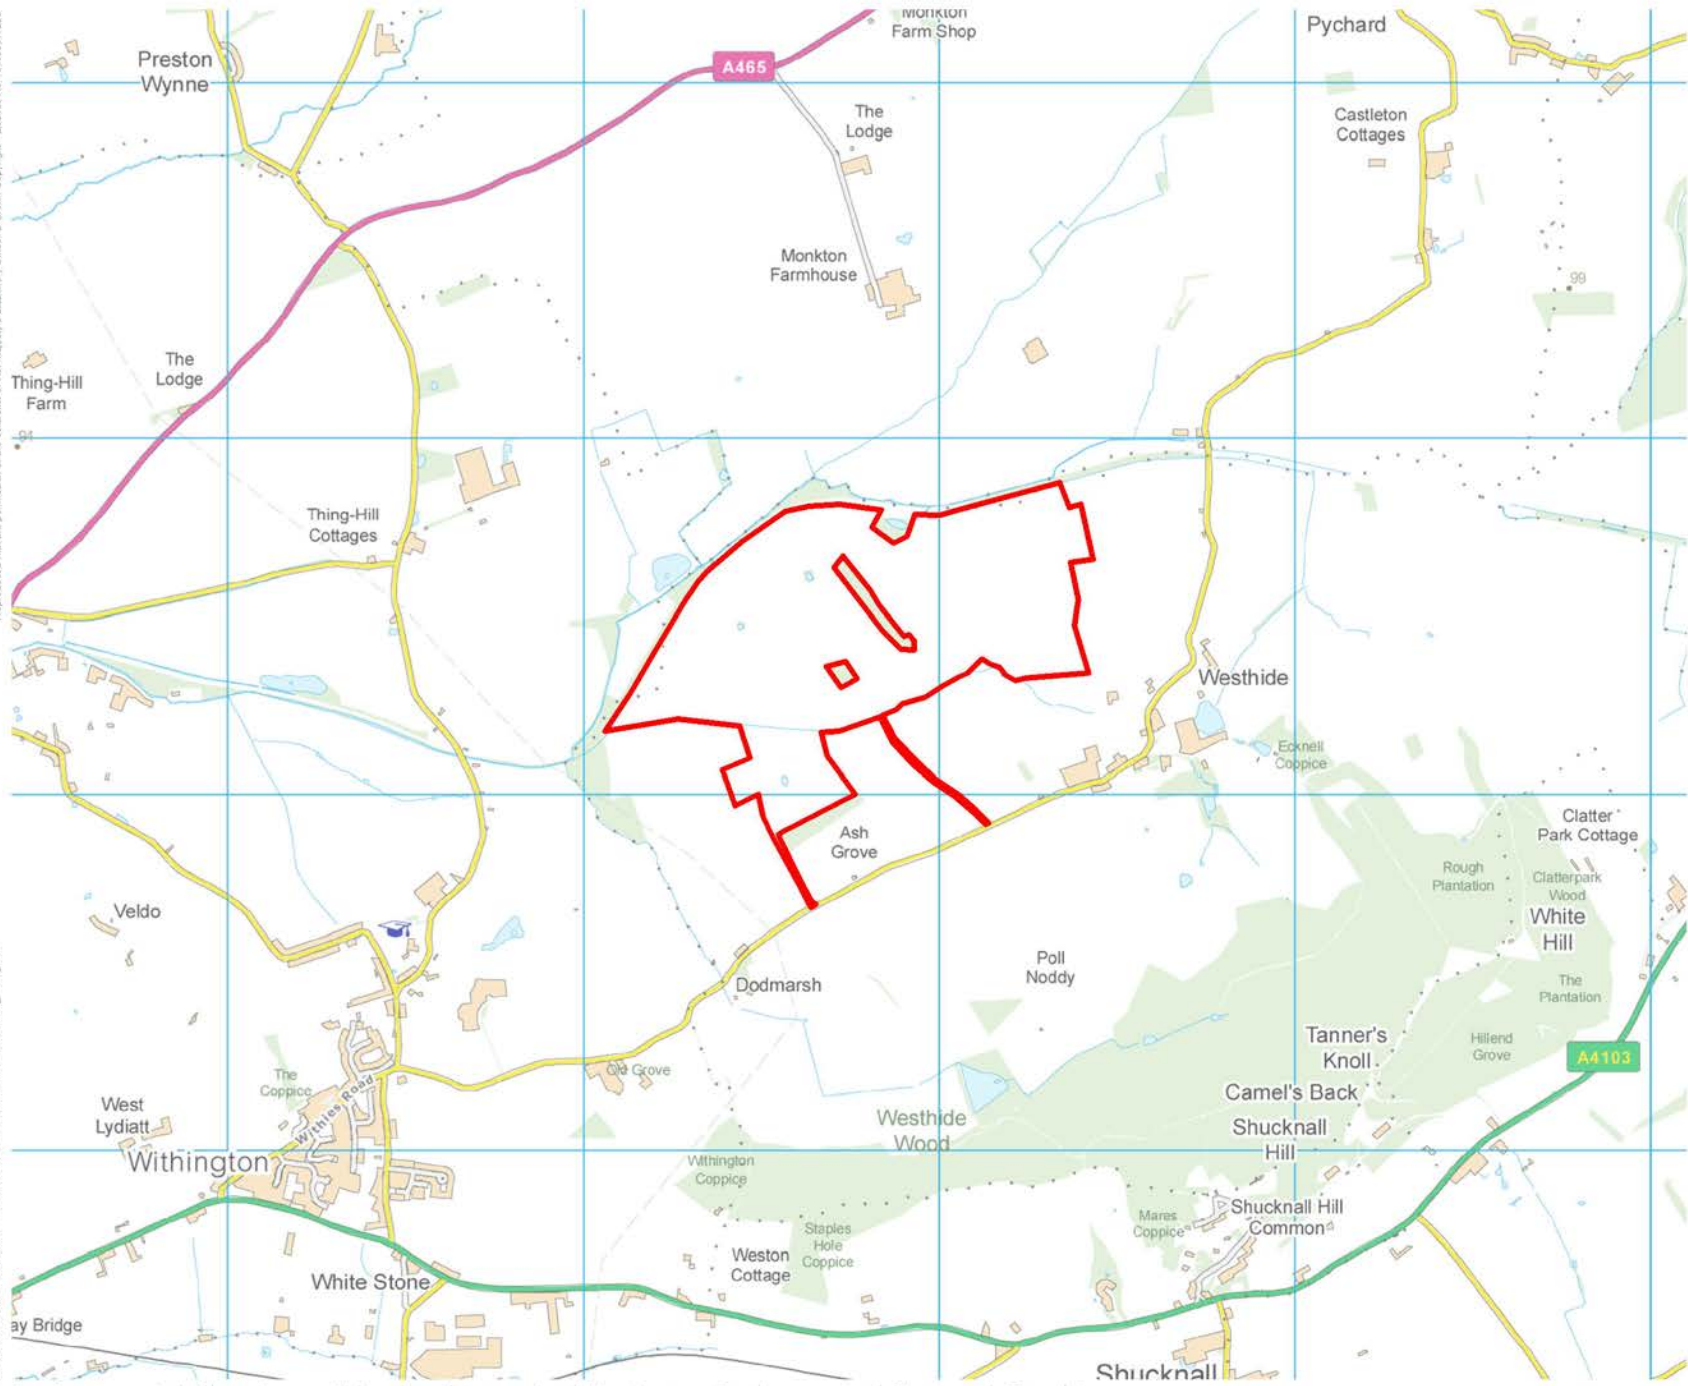 Monkton
Farm Shop
Pychard
Preston
Wynne
A465
The
Lodge
Castleton
Cottages
Monkton
Farmhouse
99
The
Lodge
Thing-Hill
Farm
91
Thing-Hill
Cottages
Westhide
Ecknell
Coppice
Ash
Grove
Clatter
Park Cottage
Rough
Plantation
Clatterpark
Wood
Veldo
White
Hill
Poll
Noddy
Dodmarsh
The
Plantation
Tanner's
Knoll
Hillend
Grove
A4103
Old Grove
The
Coppice
Camel's Back
West
Lydiatt
Withies Road
Westhide
Wood
Shucknall
Hill
Withington
Withington
Coppice
Mares
Coppice
Shucknall Hill
Common
Staples
Hole
Coppice
Weston
Cottage
White Stone
ay Bridge
Shucknall